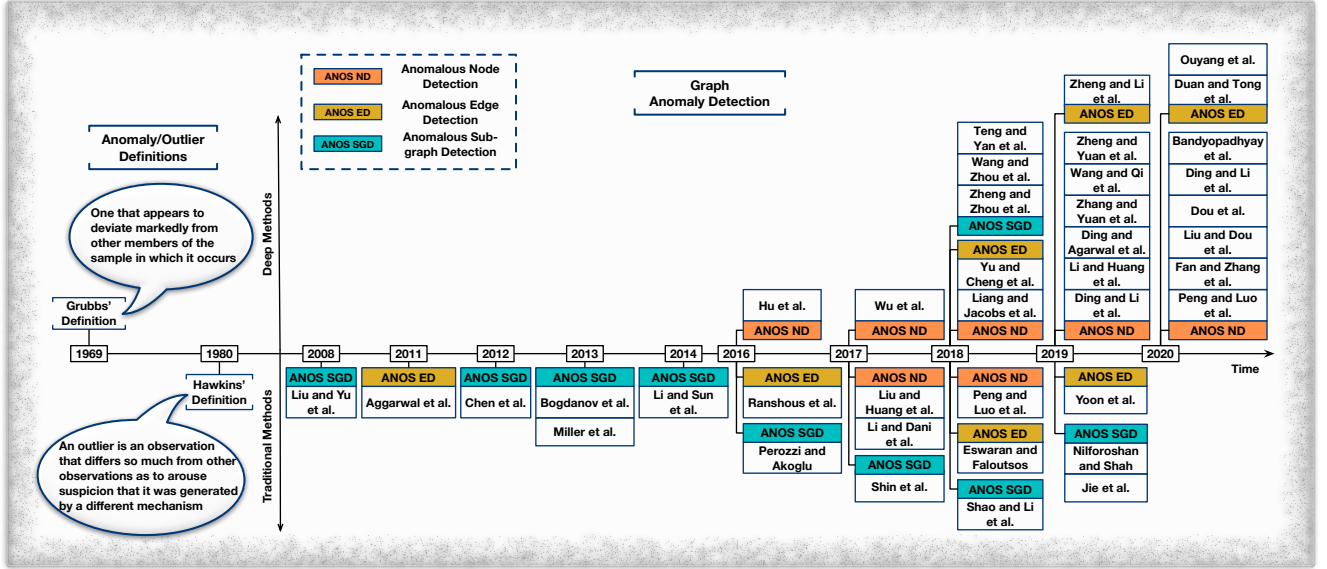 ANOS ND
Anomalous Node
Detection
ANOS ED
Anomalous Edge
Detection
ANOS SGD
Anomalous Sub-
graph Detection
Graph
Anomaly Detection
Anomaly/Outlier
Definitions
One that appears to
deviate markedly from
other members of the
sample in which it occurs
Grubbs'
Definition
1969
1980
Hawkins'
Definition
An outlier is an observation
that differs so much from other
observations as to arouse
suspicion that it was generated
by a different mechanism
Deep Methods
Traditional Methods
2008
ANOS SGD
Liu and Yu
et al.
2011
ANOS ED
Aggarwal et al.
2012
ANOS SGD
Chen et al.
2013
ANOS SGD
Bogdanov et al.
Miller et al.
2014
ANOS SGD
Li and Sun
et al.
Hu et al.
ANOS ND
2016
ANOS ED
Ranshous et al.
ANOS SGD
Perozzi and
Akoglu
Wu et al.
ANOS ND
2017
ANOS ND
Liu and
Huang et al.
Li and Dani
et al.
ANOS SGD
Shin et al.
Teng and
Yan et al.
Wang and
Zhou et al.
Zheng and
Zhou et al.
ANOS SGD
ANOS ED
Yu and
Cheng et al.
Liang and
Jacobs et al.
ANOS ND
2018
ANOS ND
Peng and
Luo et al.
ANOS ED
Eswaran and
Faloutsos
ANOS SGD
Shao and Li
et al.
Zheng and Li
et al.
ANOS ED
Zheng and
Yuan et al.
Wang and Qi
et al.
Zhang and
Yuan et al.
Ding and
Agarwal et al.
Li and Huang
et al.
Ding and Li
et al.
ANOS ND
2019
ANOS ED
Yoon et al.
ANOS SGD
Nilforoshan
and Shah
Jie et al.
Ouyang et al.
Duan and Tong
et al.
ANOS ED
Bandyopadhyay
et al.
Ding and Li
et al.
Dou et al.
Liu and Dou
et al.
Fan and Zhang
et al.
Peng and Luo
et al.
ANOS ND
2020
Time